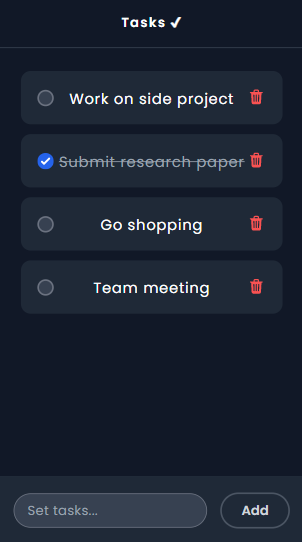 Tasks ✔
Work on side project
Submit research paper
Go shopping
Team meeting
Set tasks...
Add